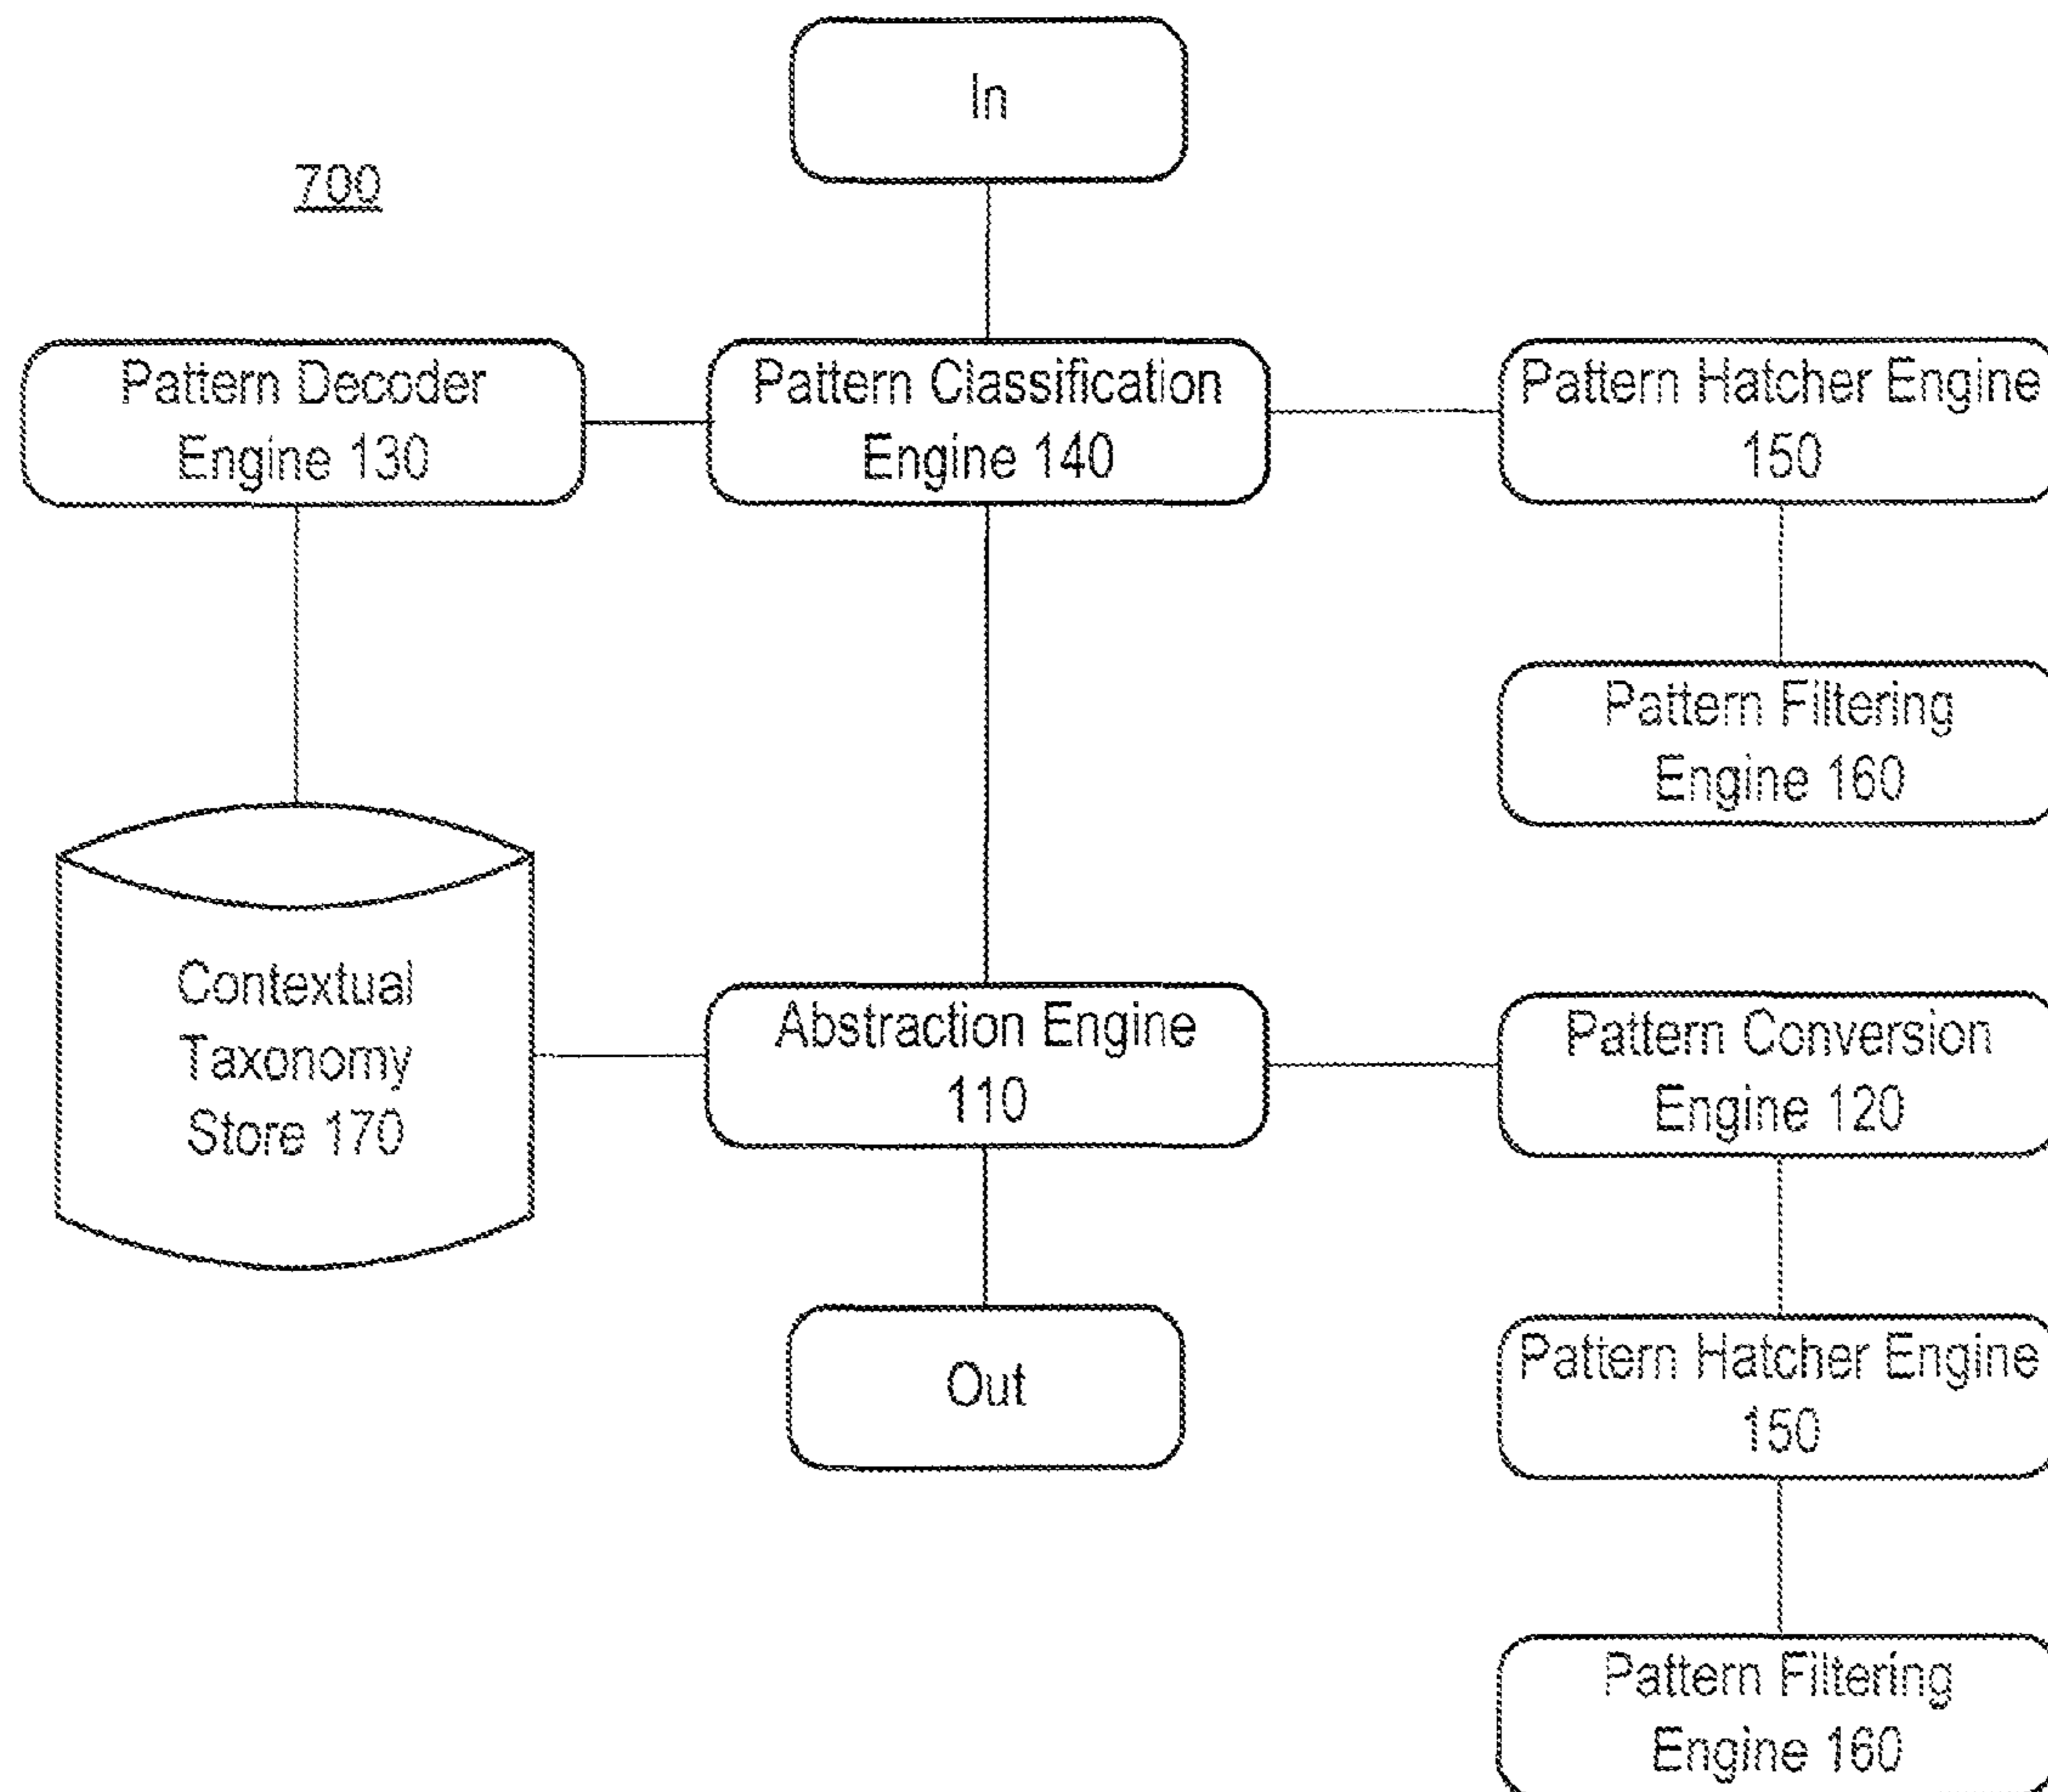 In
700
Pattern Decoder
Engine 130
Pattern Classification
Engine 140
Pattern Hatcher Engine
150
Pattern Filtering
Engine 160
Contextual
Taxonomy
Store 170
Abstraction Engine
110
Pattern Conversion
Engine 120
Out
Pattern Hatcher Engine
150
Pattern Filtering
Engine 160